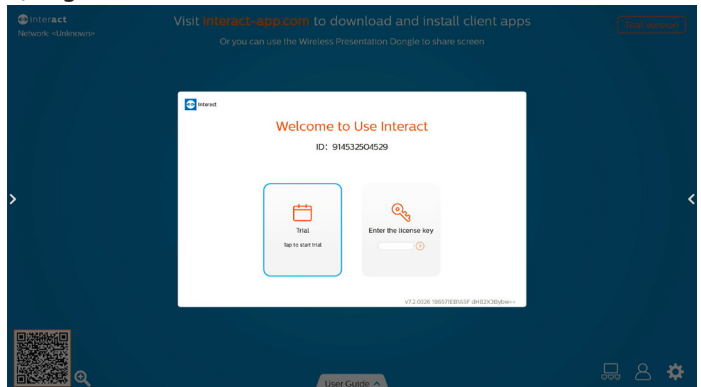 interact
Network: <Unknown>
Visit interact-app.com to download and install client apps
Or you can use the Wireless Presentation Dongle to share screen
Trial version
Interact
Welcome to Use Interact
ID: 914532504529
Trial
Tap to start trial
Enter the license key
User Guide